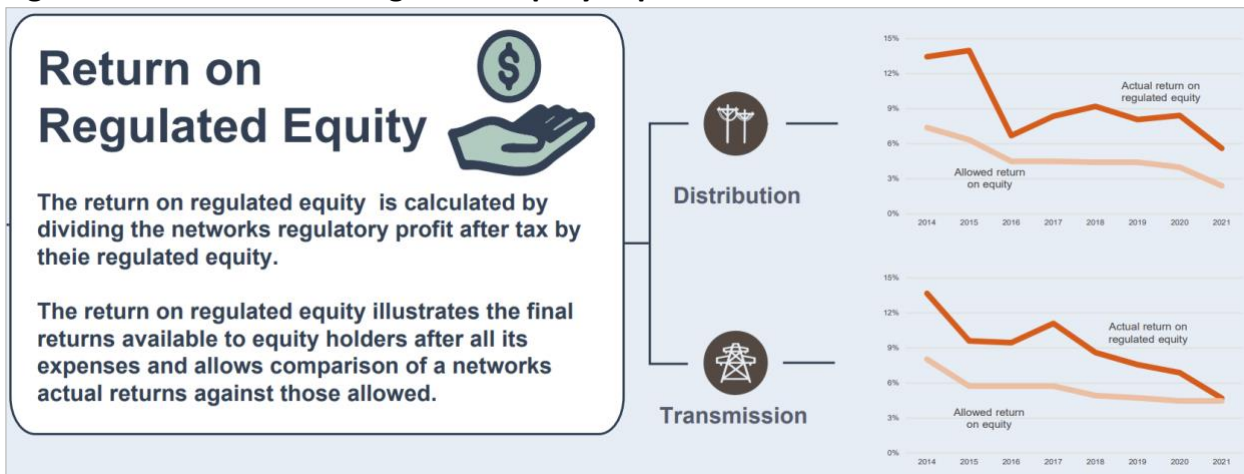 Return on
Regulated Equity
The return on regulated equity is calculated by
dividing the networks regulatory profit after tax by
theie regulated equity.
The return on regulated equity illustrates the final
returns available to equity holders after all its
expenses and allows comparison of a networks
actual returns against those allowed.
$
Distribution
15%
12%
9%
6%
3%
0%
Actual return on
regulated equity
Allowed return
on equity
2014 2015 2016 2017 2018 2019 2020 2021
Transmission
15%
12%
9%
6%
3%
0%
Actual return on
regulated equity
Allowed return
on equity
2014 2015 2016 2017 2018 2019 2020 2021